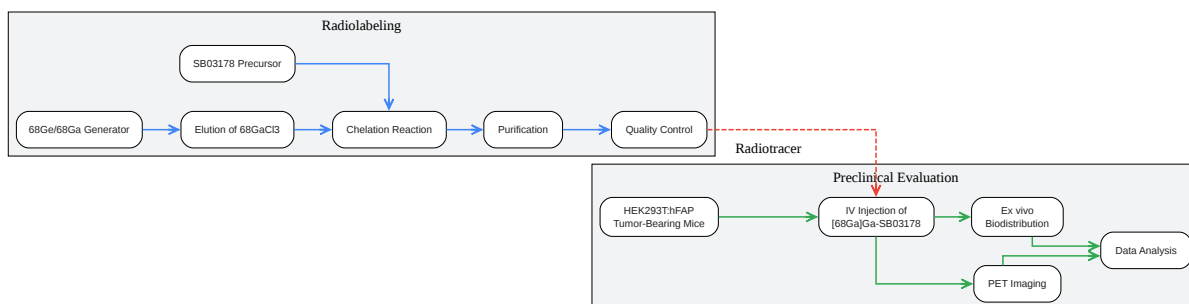 Radiolabeling
SB03178 Precursor
68Ge/68Ga Generator
Elution of 68GaCl3
Chelation Reaction
Purification
Quality Control
Radiotracer
Preclinical Evaluation
HEK293T:hFAP
Tumor-Bearing Mice
IV Injection of
[68Ga]Ga-SB03178
Ex vivo
Biodistribution
Data Analysis
PET Imaging